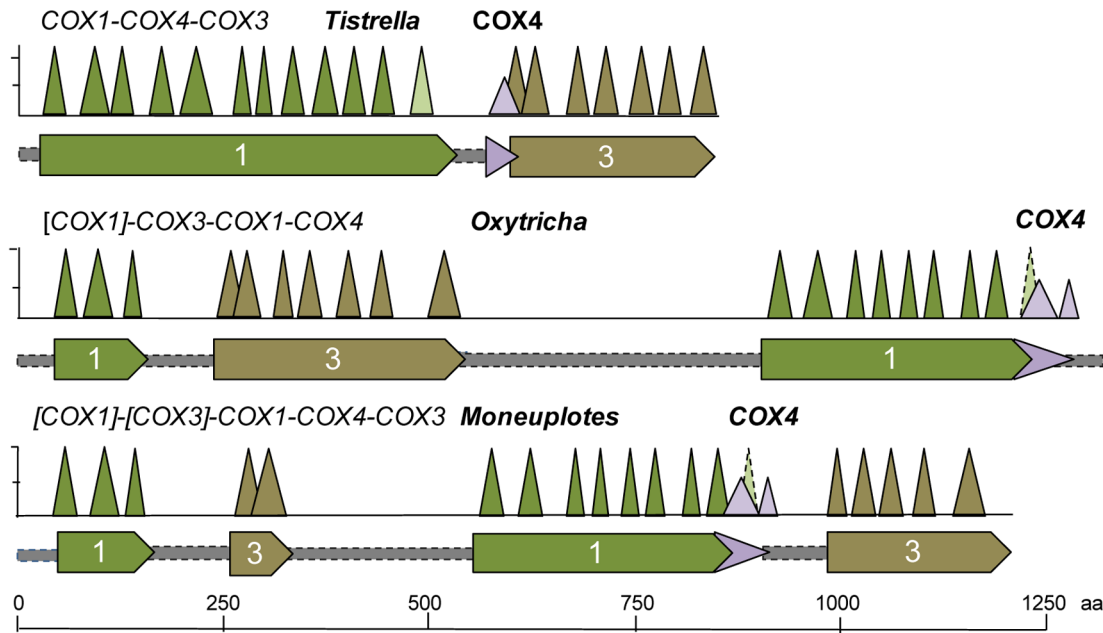 COX1-COX4-COX3 Tistrella COX4
1 3
[COX1]-COX3-COX1-COX4 Oxytricha COX4
1 3 1
[COX1]-[COX3]-COX1-COX4-COX3 Moneuplotes COX4
1 3 1 3
0 250 500 750 1000 1250 aa